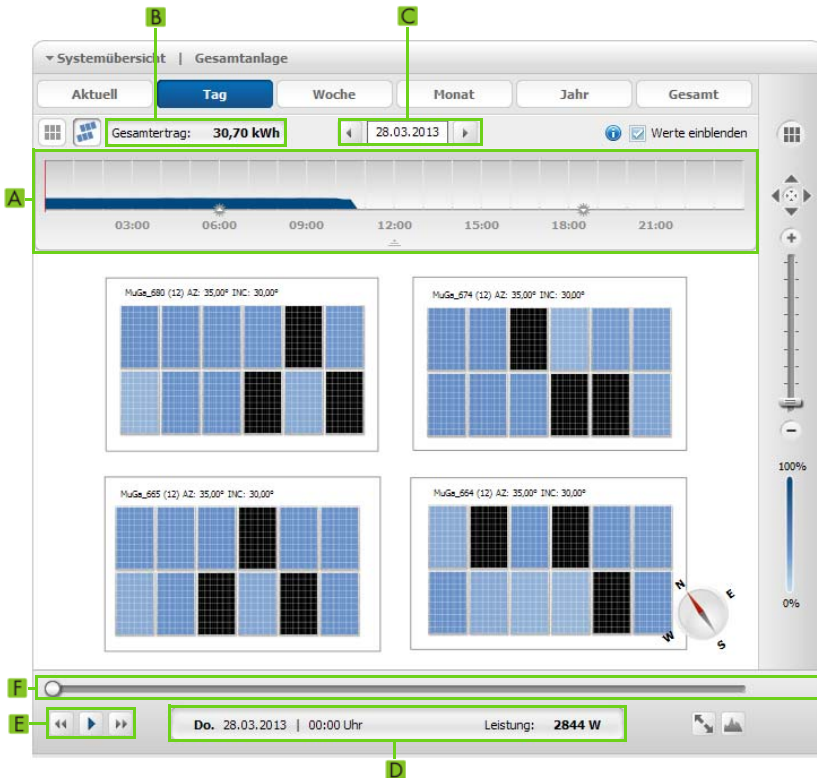 B
C
Systemübersicht | Gesamtanlage
Aktuell Tag Woche Monat Jahr Gesamt
Gesamtertrag: 30,70 kWh 28.03.2013 Werte einblenden
A
03:00 06:00 09:00 12:00 15:00 18:00 21:00
MuGa_680 (12) AZ: 35,00° INC: 30,00°
MuGa_674 (12) AZ: 35,00° INC: 30,00°
100%
MuGa_665 (12) AZ: 35,00° INC: 30,00°
MuGa_664 (12) AZ: 35,00° INC: 30,00°
N
E
W
S
0%
F
E
Do. 28.03.2013 | 00:00 Uhr Leistung: 2844 W
D